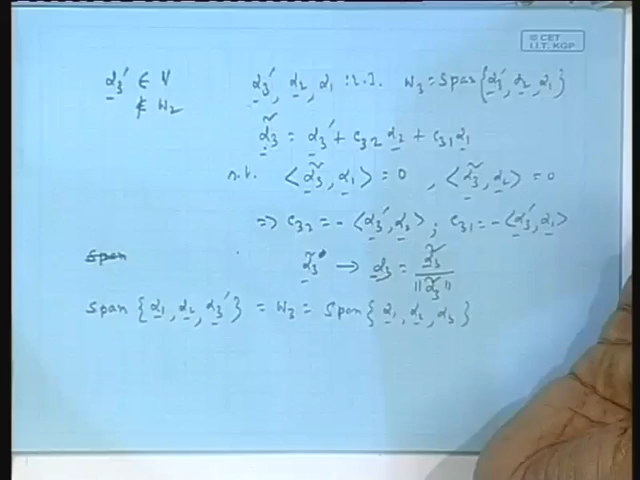 © CET
I.I.T. KGP
α₃' ∈ V   α₃', α₂, α₁ : L.I.   W₃ = Span{α₃', α₂, α₁}
∉ W₂
α̃₃ = α₃' + c₃₂ α₂ + c₃₁ α₁
s.t. <α̃₃, α₁> = 0 , <α̃₃, α₂> = 0
=> c₃₂ = - <α₃', α₂> ; c₃₁ = - <α₃', α₁>
α̃₃ → α₃ = α̃₃ / ||α̃₃||
Span{α₁, α₂, α₃'} = W₃ = Span{α₁, α₂, α₃}